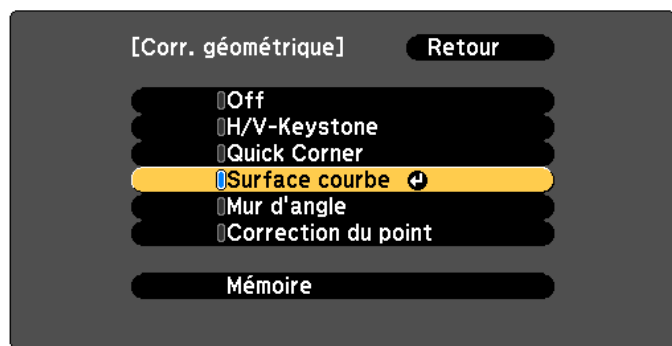 [Corr. géométrique] Retour
Off
H/V-Keystone
Quick Corner
Surface courbe
Mur d'angle
Correction du point
Mémoire